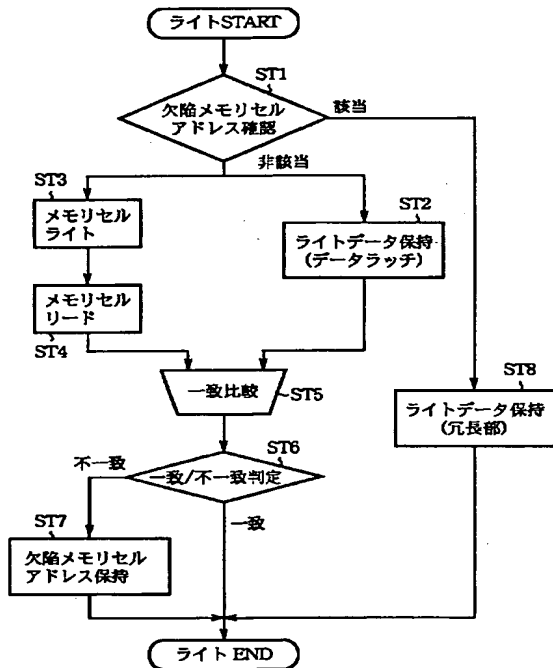 ライトSTART
ST1
欠陥メモリセル
アドレス確認
該当
非該当
ST3
メモリセル
ライト
ST2
ライトデータ保持
(データラッチ)
メモリセル
リード
ST4
一致比較
ST5
ST8
ライトデータ保持
(冗長部)
ST6
不一致
一致/不一致判定
一致
ST7
欠陥メモリセル
アドレス保持
ライト END